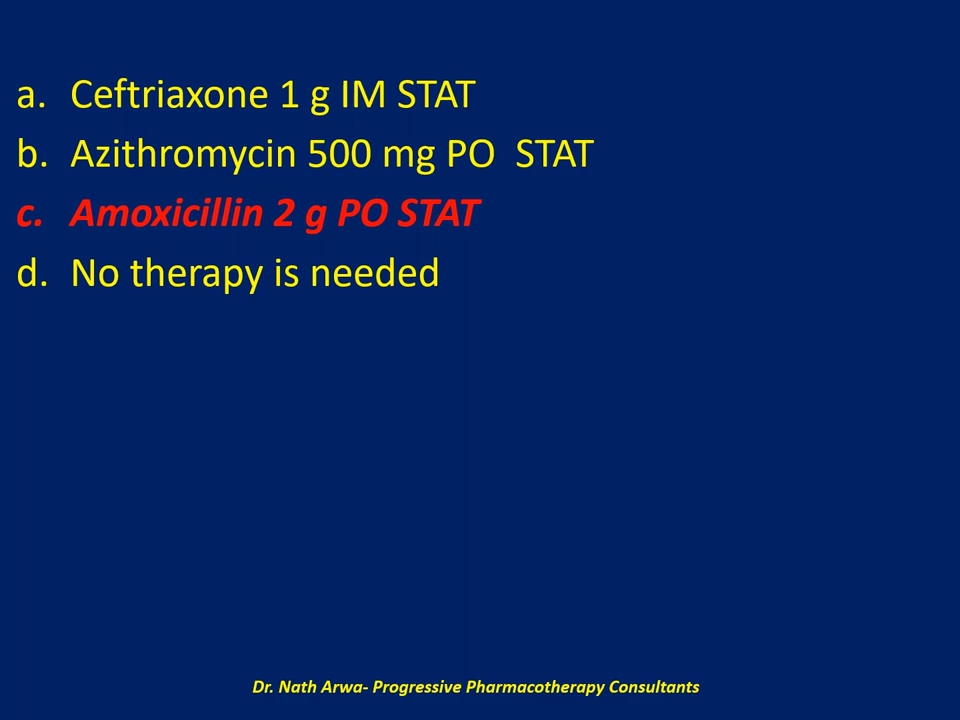 a. Ceftriaxone 1 g IM STAT
b. Azithromycin 500 mg PO STAT
c. Amoxicillin 2 g PO STAT
d. No therapy is needed
Dr. Nath Arwa- Progressive Pharmacotherapy Consultants